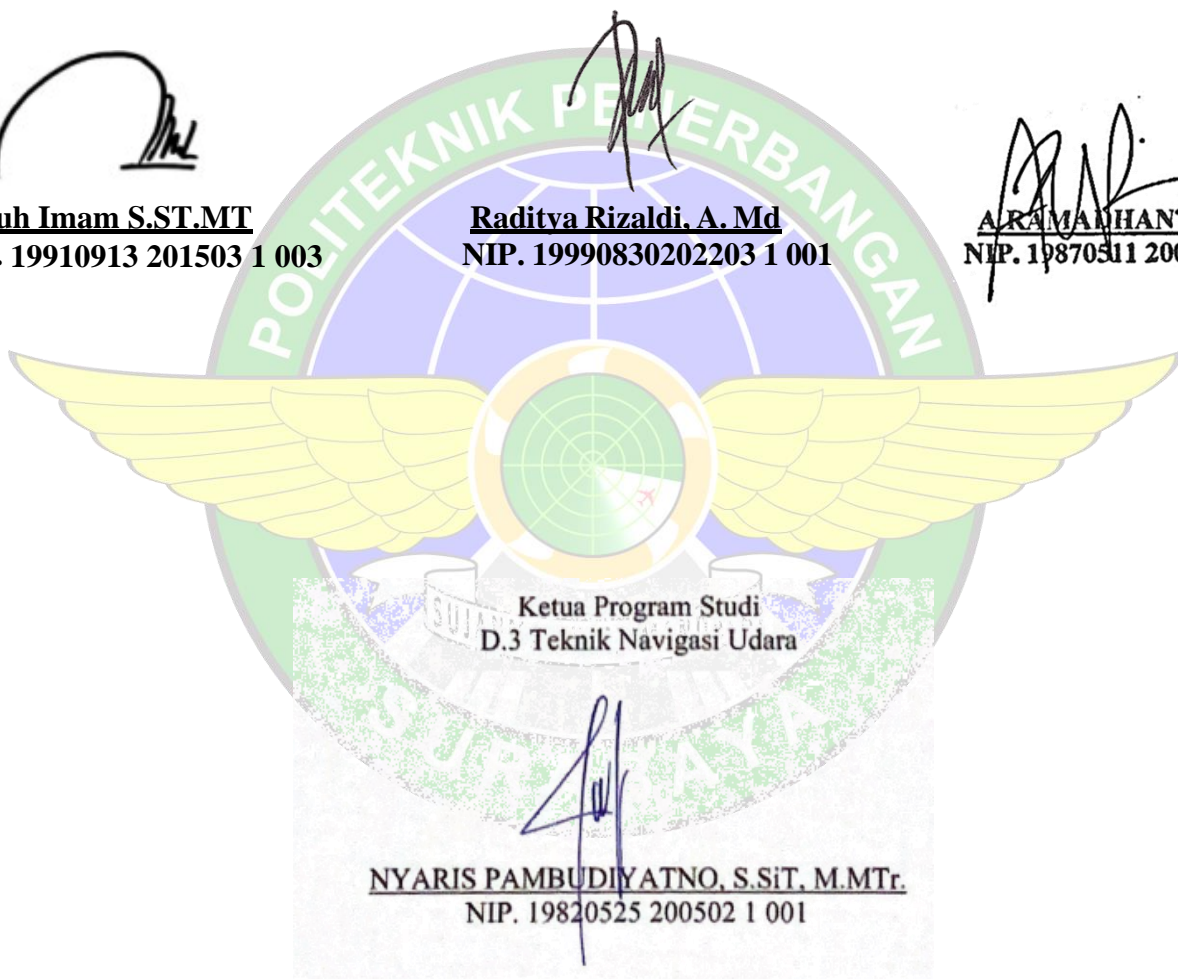 POLITEKNIK PENERBANGAN
uh Imam S.ST.MT
. 19910913 201503 1 003
Raditya Rizaldi, A. Md
NIP. 19990830202203 1 001
A RAMADHAN
NIP. 19870511 200
Ketua Program Studi
D.3 Teknik Navigasi Udara
SURABAYA
NYARIS PAMBUDIYATNO, S.SiT, M.MTr.
NIP. 19820525 200502 1 001